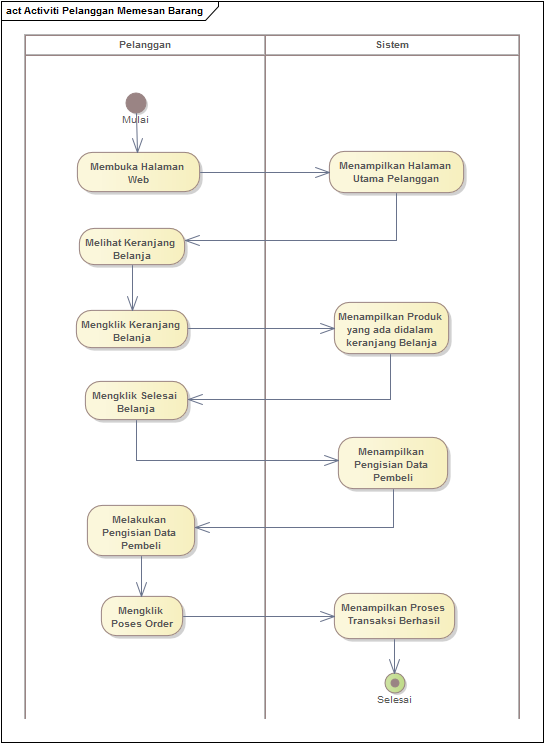 act Activiti Pelanggan Memesan Barang
Pelanggan
Sistem
Mulai
Membuka Halaman
Web
Menampilkan Halaman
Utama Pelanggan
Melihat Keranjang
Belanja
Mengklik Keranjang
Belanja
Menampilkan Produk
yang ada didalam
keranjang Belanja
Mengklik Selesai
Belanja
Menampilkan
Pengisian Data
Pembeli
Melakukan
Pengisian Data
Pembeli
Mengklik
Poses Order
Menampilkan Proses
Transaksi Berhasil
Selesai